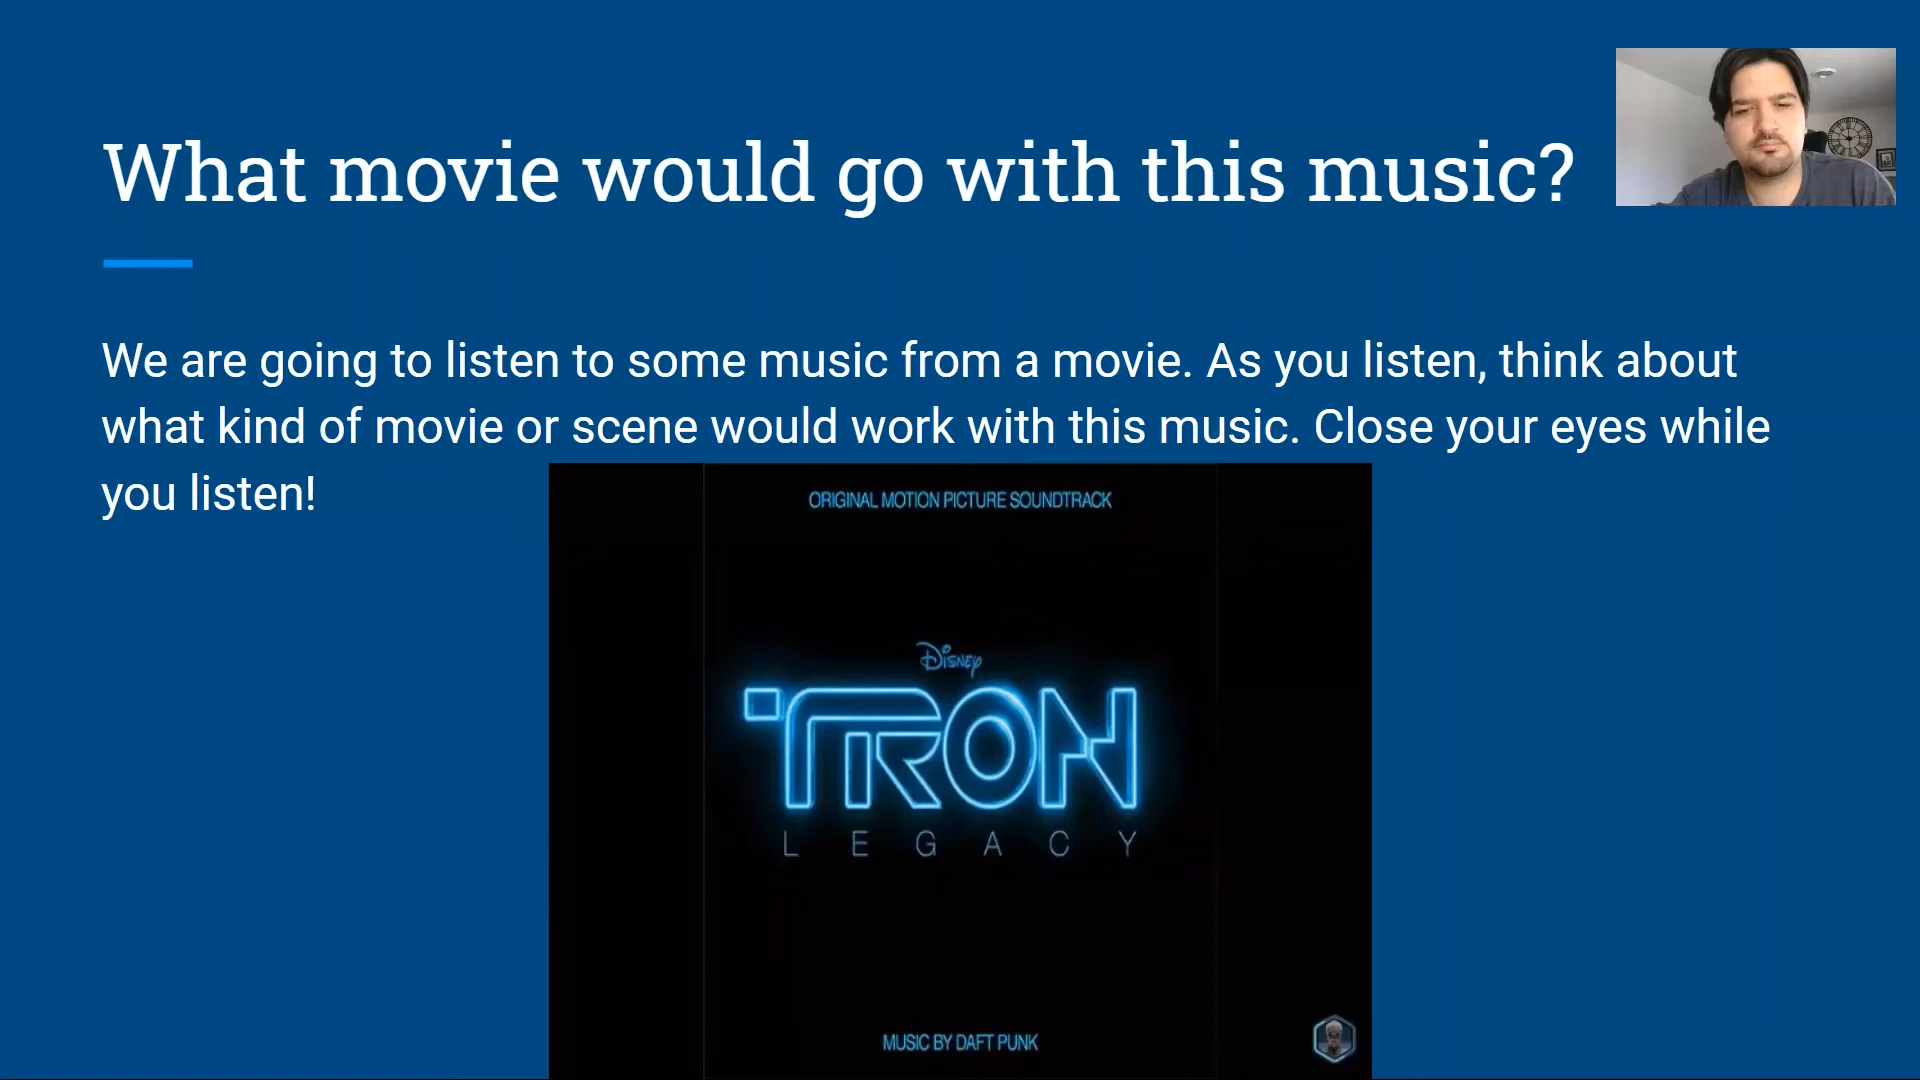 What movie would go with this music?
We are going to listen to some music from a movie. As you listen, think about
what kind of movie or scene would work with this music. Close your eyes while
you listen!
ORIGINAL MOTION PICTURE SOUNDTRACK
DISNEY
TRON
LEGACY
MUSIC BY DAFT PUNK